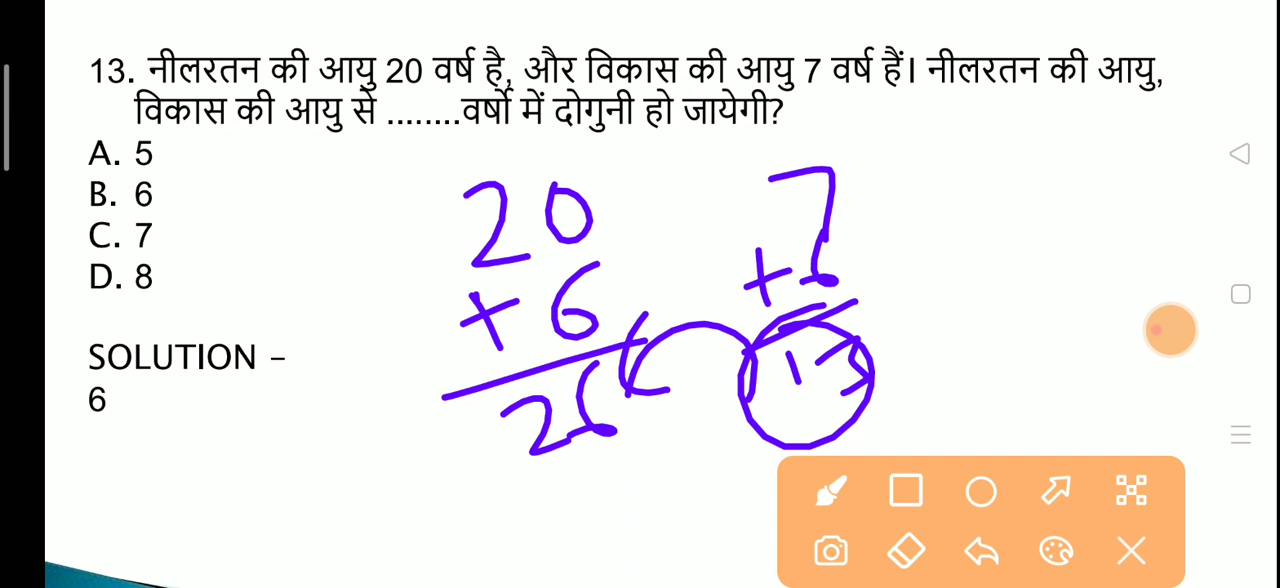 13. नीलरतन की आयु 20 वर्ष है, और विकास की आयु 7 वर्ष हैं। नीलरतन की आयु,
विकास की आयु से ........वर्षो में दोगुनी हो जायेगी?
A. 5
B. 6
C. 7
D. 8
20 7
+ 6 + 6
26 13
SOLUTION –
6